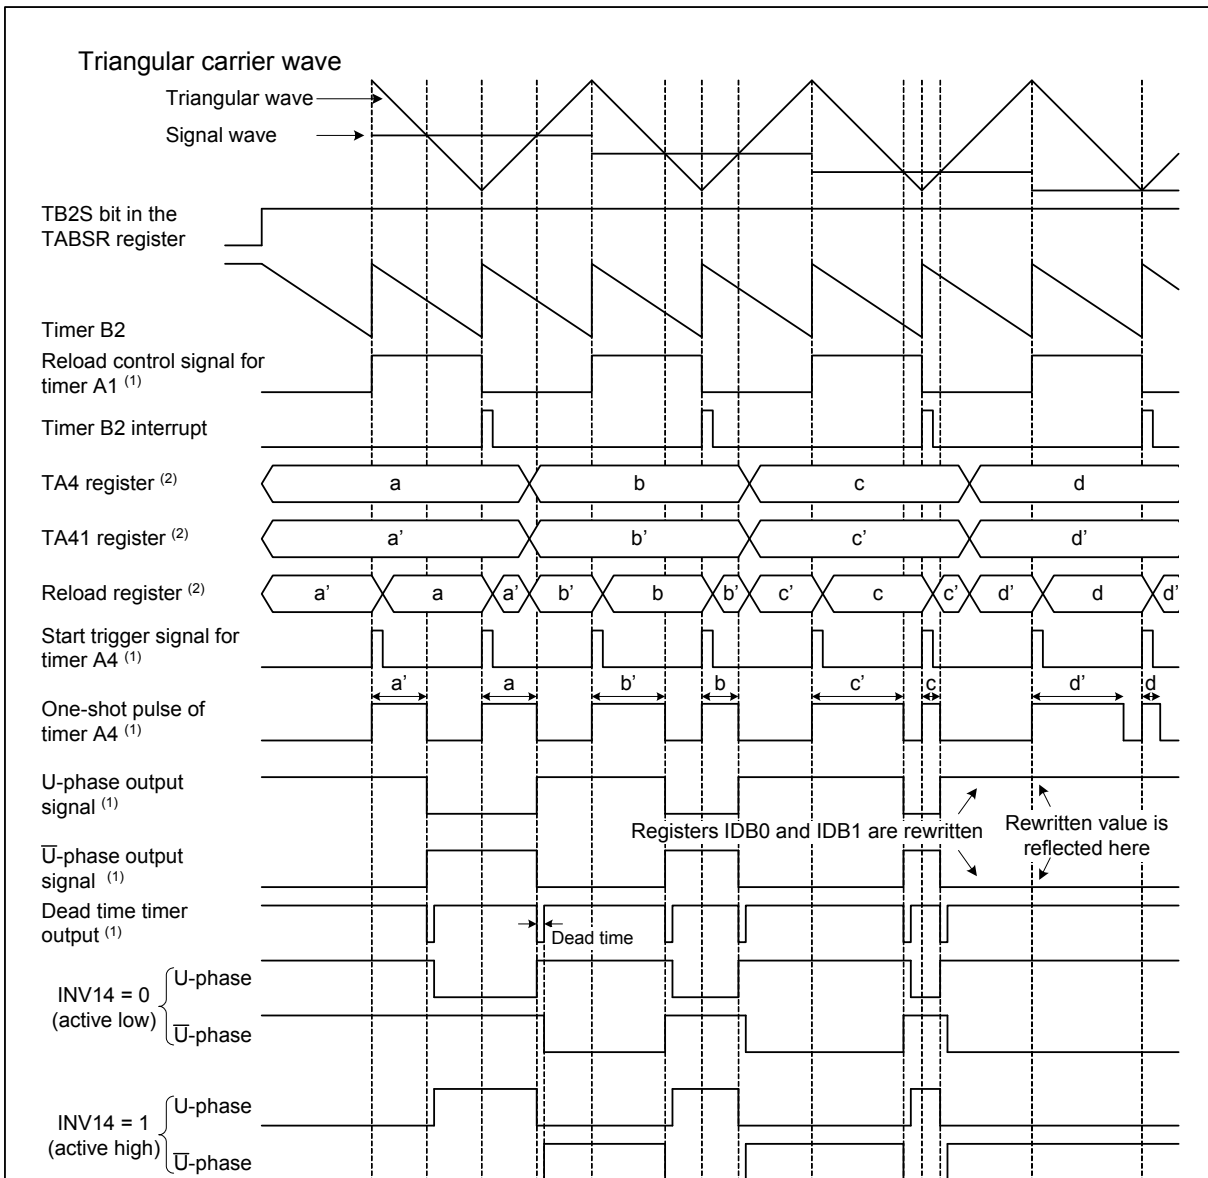 Triangular carrier wave
Triangular wave
Signal wave
TB2S bit in the
TABSR register
Timer B2
Reload control signal for
timer A1 (1)
Timer B2 interrupt
TA4 register (2)
a
b
c
d
TA41 register (2)
a'
b'
c'
d'
Reload register (2)
a'
a
a'
b'
b
b'
c'
c
c'
d'
d
d'
Start trigger signal for
timer A4 (1)
a'
a
b'
b
c'
c
d'
d
One-shot pulse of
timer A4 (1)
U-phase output
signal (1)
Registers IDB0 and IDB1 are rewritten
Rewritten value is
reflected here
U̅-phase output
signal (1)
Dead time timer
output (1)
Dead time
INV14 = 0
(active low)
U-phase
U̅-phase
INV14 = 1
(active high)
U-phase
U̅-phase